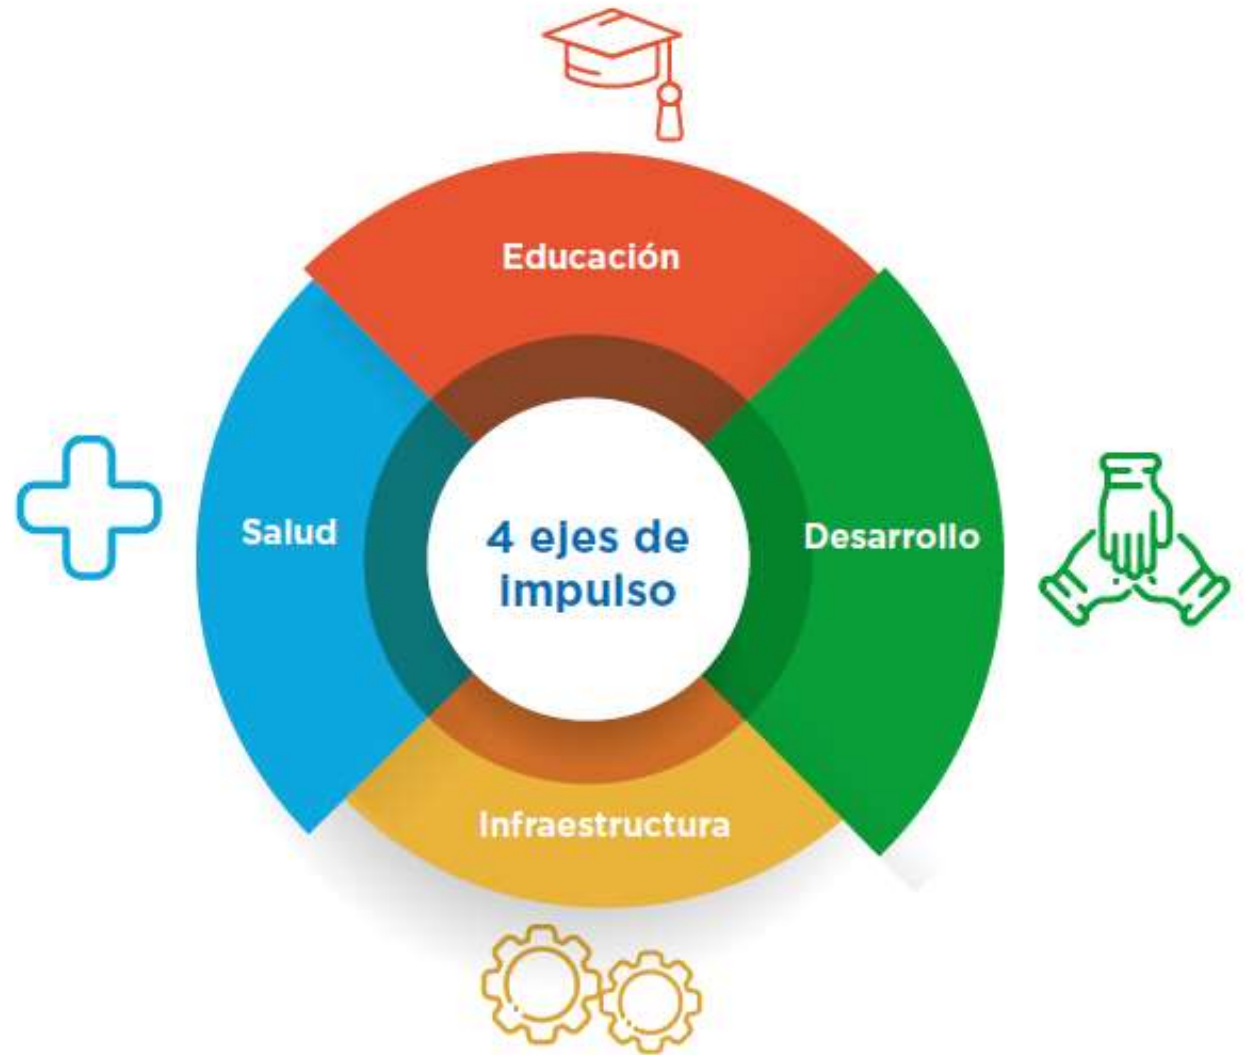 Educación
Salud
4 ejes de
impulso
Desarrollo
Infraestructura